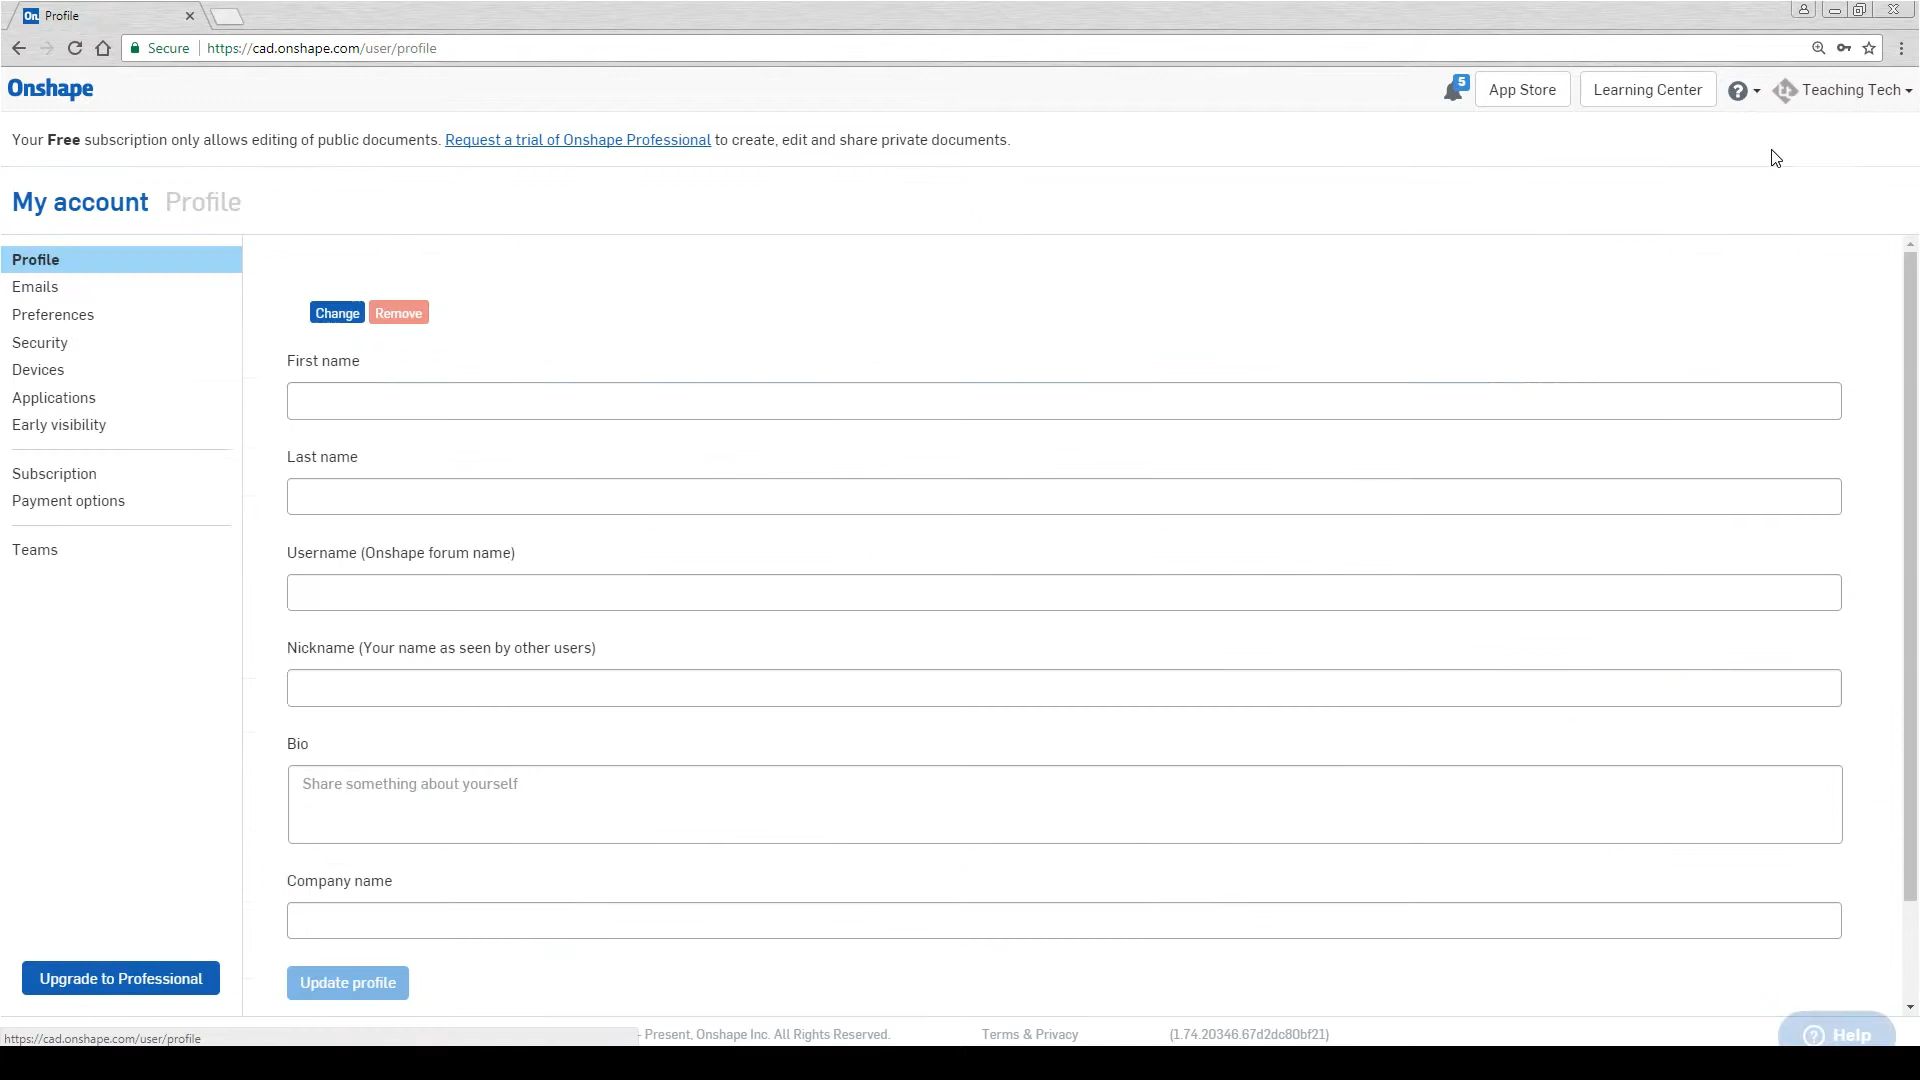 On Profile
Secure https://cad.onshape.com/user/profile
Onshape
5
App Store
Learning Center
Teaching Tech
Your Free subscription only allows editing of public documents. Request a trial of Onshape Professional to create, edit and share private documents.
My account Profile
Profile
Emails
Preferences
Security
Devices
Applications
Early visibility
Subscription
Payment options
Teams
Upgrade to Professional
Change Remove
First name
Last name
Username (Onshape forum name)
Nickname (Your name as seen by other users)
Bio
Share something about yourself
Company name
Update profile
https://cad.onshape.com/user/profile
- Present, Onshape Inc. All Rights Reserved. Terms & Privacy (1.74.20346.67d2dc80bf21)
? Help